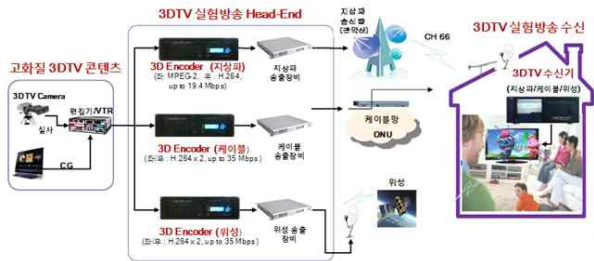 3DTV 실험방송 Head-End
3DTV 실험방송 수신
고화질 3DTV 콘텐츠
3DTV Camera
편집기/VTR
실사
CG
3D Encoder (지상파)
(좌: MPEG-2, 우: H.264,
up to 19.4 Mbps)
지상파
송출장비
지상파
송신탑
(관악산)
CH 66
3D Encoder (케이블)
(좌/우 : H.264 x 2, up to 35 Mbps)
케이블
송출장비
케이블망
ONU
3D Encoder (위성)
(좌/우 : H.264 x 2, up to 35 Mbps)
위성 송출
장비
위성
3DTV 수신기
(지상파/케이블/위성)